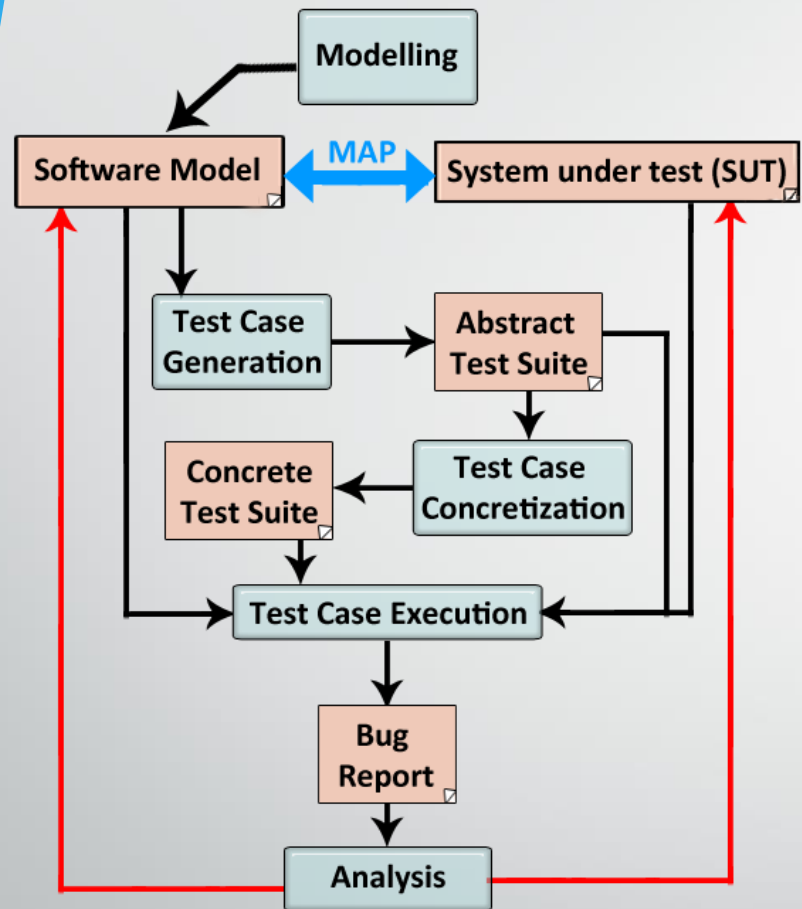 Modelling
Software Model
MAP
System under test (SUT)
Test Case
Generation
Abstract
Test Suite
Concrete
Test Suite
Test Case
Concretization
Test Case Execution
Bug
Report
Analysis